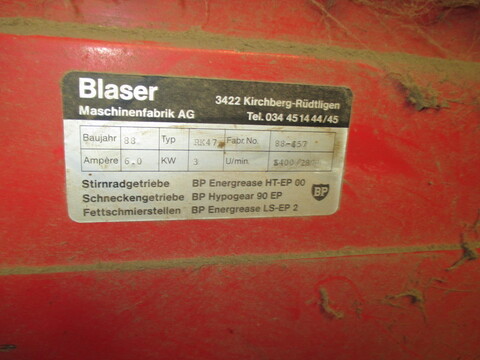 Blaser
Maschinenfabrik AG
3422 Kirchberg-Rüdtligen
Tel. 034 45 14 44/45
Baujahr 88 Typ Fabr. No.
Ampère 6.0 KW 3 U/min.
Stirnradgetriebe BP Energrease HT-EP 00
Schneckengetriebe BP Hypogear 90 EP
Fettschmierstellen BP Energrease LS-EP 2
BP